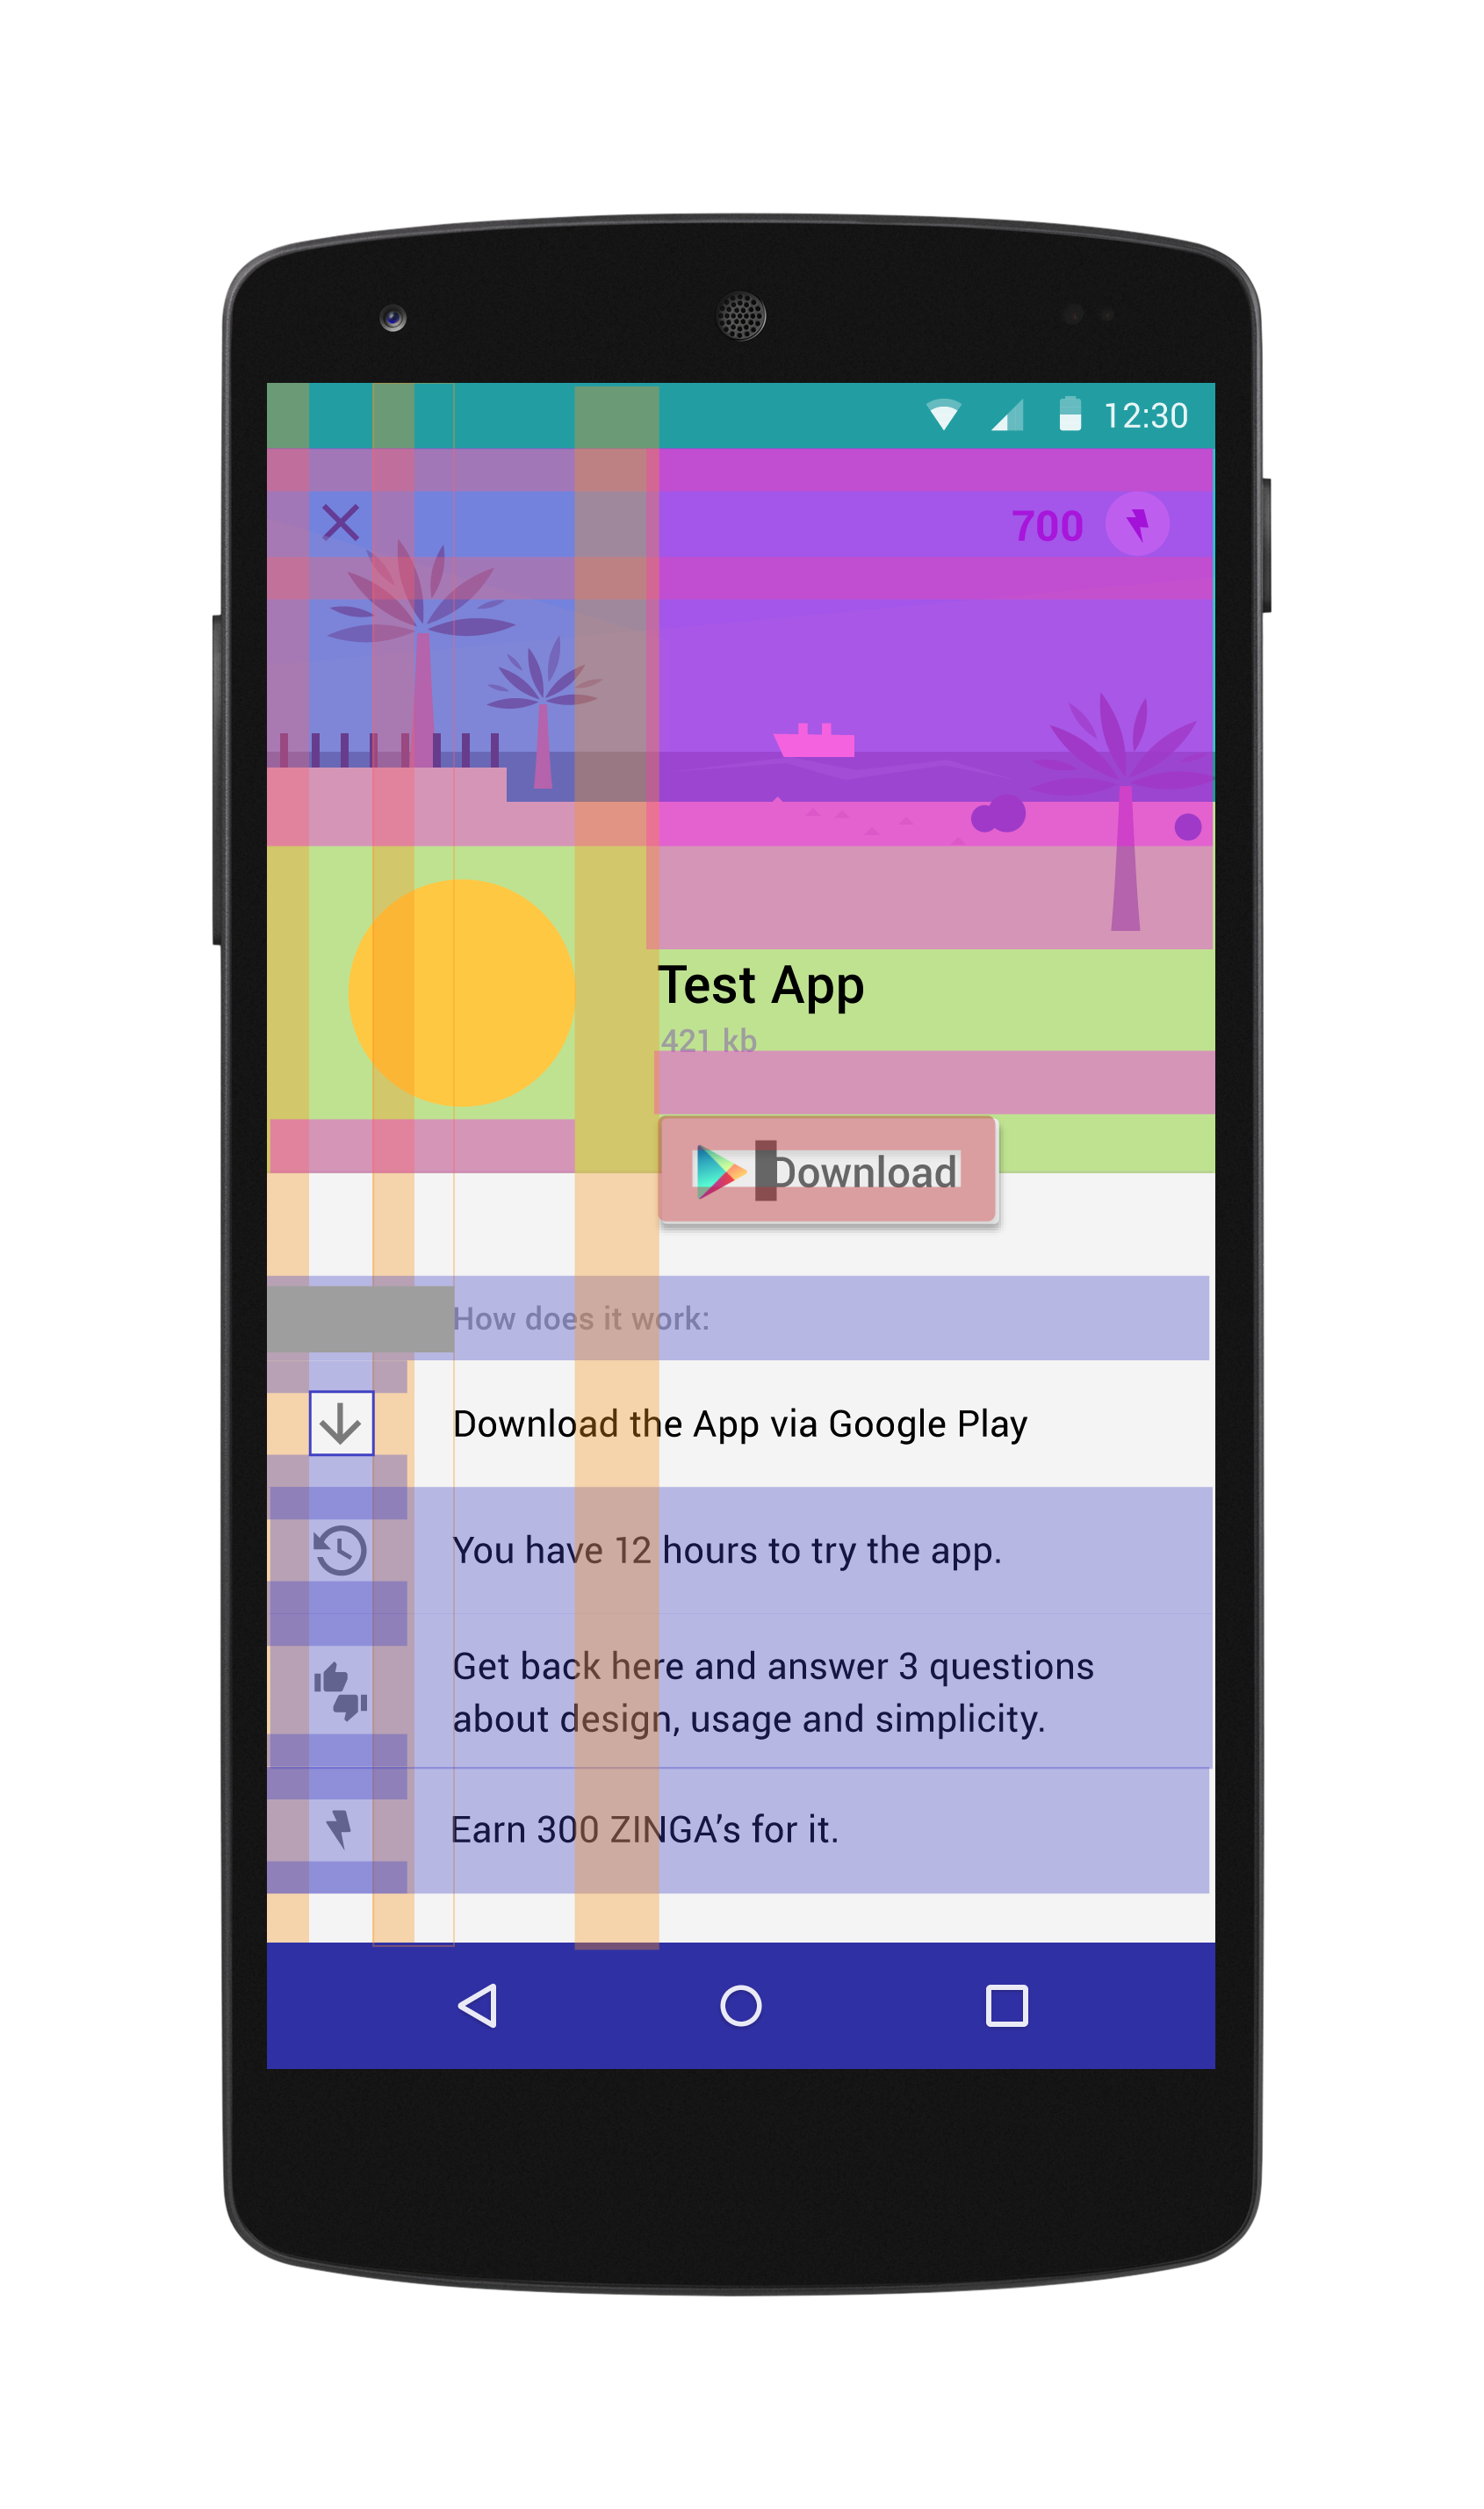 12:30
700
Test App
421 kb
Download
How does it work:
Download the App via Google Play
You have 12 hours to try the app.
Get back here and answer 3 questions
about design, usage and simplicity.
Earn 300 ZINGA’s for it.